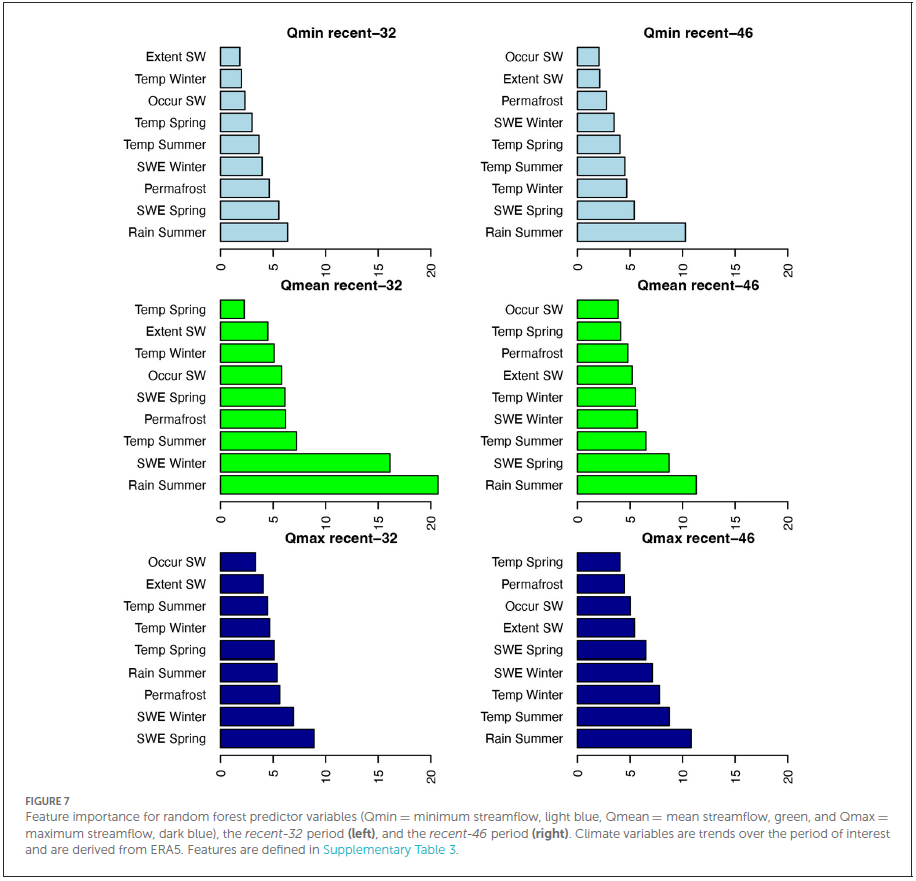 Qmin recent–32
Extent SW
Temp Winter
Occur SW
Temp Spring
Temp Summer
SWE Winter
Permafrost
SWE Spring
Rain Summer
0 5 10 15 20
Qmin recent–46
Occur SW
Extent SW
Permafrost
SWE Winter
Temp Spring
Temp Summer
Temp Winter
SWE Spring
Rain Summer
0 5 10 15 20
Qmean recent–32
Temp Spring
Extent SW
Temp Winter
Occur SW
SWE Spring
Permafrost
Temp Summer
SWE Winter
Rain Summer
0 5 10 15 20
Qmean recent–46
Occur SW
Temp Spring
Permafrost
Extent SW
Temp Winter
SWE Winter
Temp Summer
SWE Spring
Rain Summer
0 5 10 15 20
Qmax recent–32
Occur SW
Extent SW
Temp Summer
Temp Winter
Temp Spring
Rain Summer
Permafrost
SWE Winter
SWE Spring
0 5 10 15 20
Qmax recent–46
Temp Spring
Permafrost
Occur SW
Extent SW
SWE Spring
SWE Winter
Temp Winter
Temp Summer
Rain Summer
0 5 10 15 20
FIGURE 7
Feature importance for random forest predictor variables (Qmin = minimum streamflow, light blue, Qmean = mean streamflow, green, and Qmax =
maximum streamflow, dark blue), the recent-32 period (left), and the recent-46 period (right). Climate variables are trends over the period of interest
and are derived from ERA5. Features are defined in Supplementary Table 3.